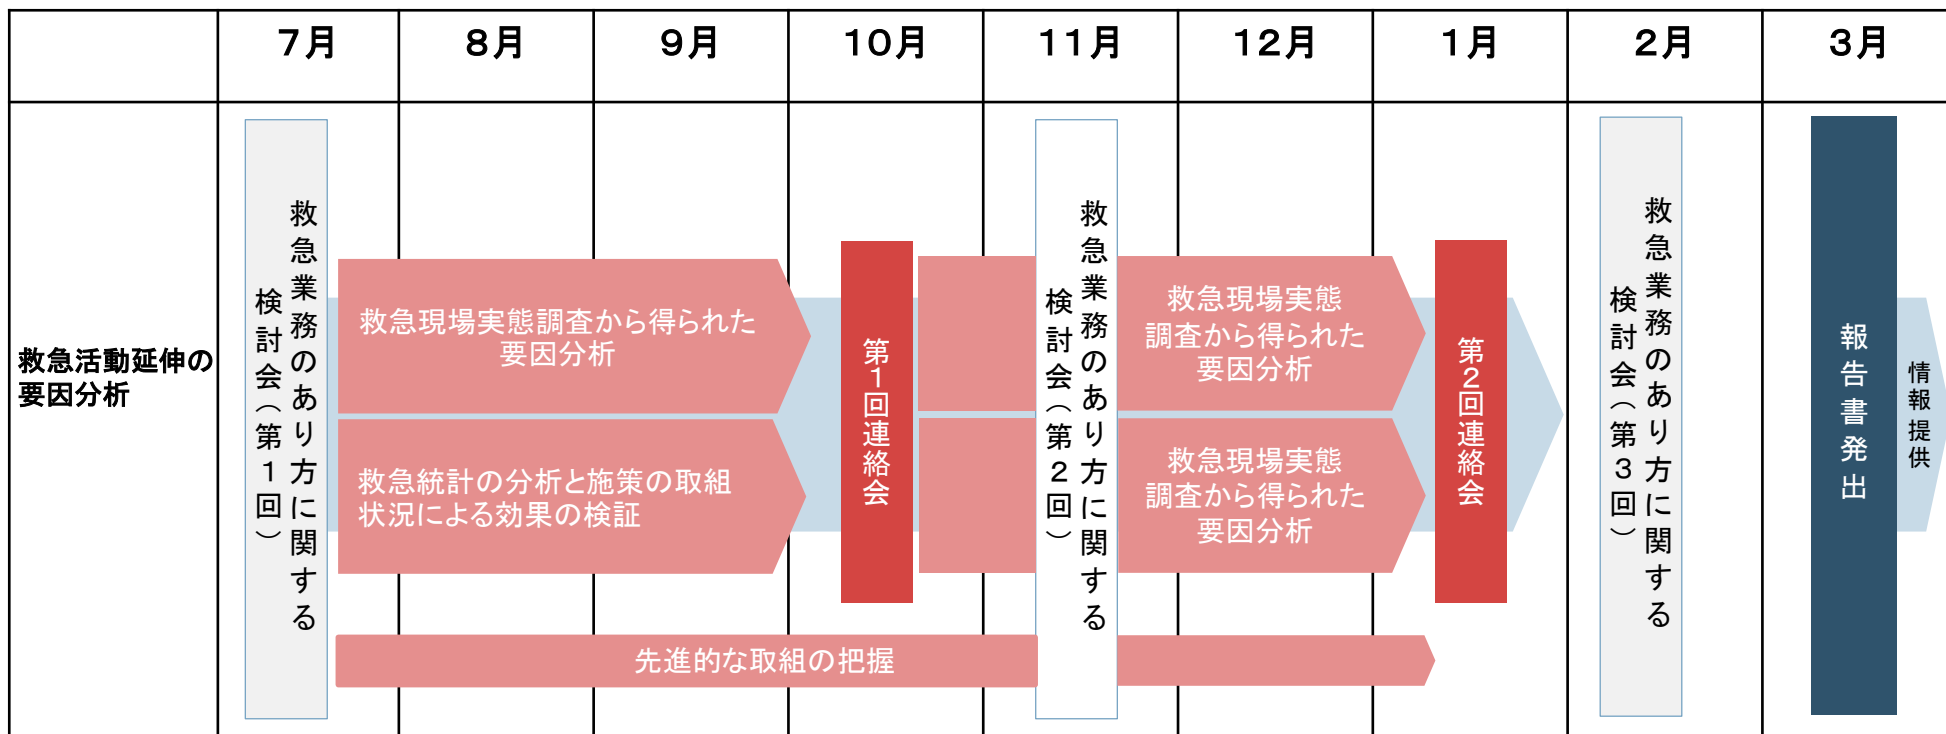 ７月
８月
９月
１０月
１１月
１２月
１月
２月
３月
救急活動延伸の
要因分析
救急業務のあり方に関する
検討会（第１回）
救急現場実態調査から得られた
要因分析
救急統計の分析と施策の取組
状況による効果の検証
先進的な取組の把握
第１回連絡会
救急業務のあり方に関する
検討会（第２回）
救急現場実態
調査から得られた
要因分析
救急現場実態
調査から得られた
要因分析
第２回連絡会
救急業務のあり方に関する
検討会（第３回）
報告書発出
情報提供